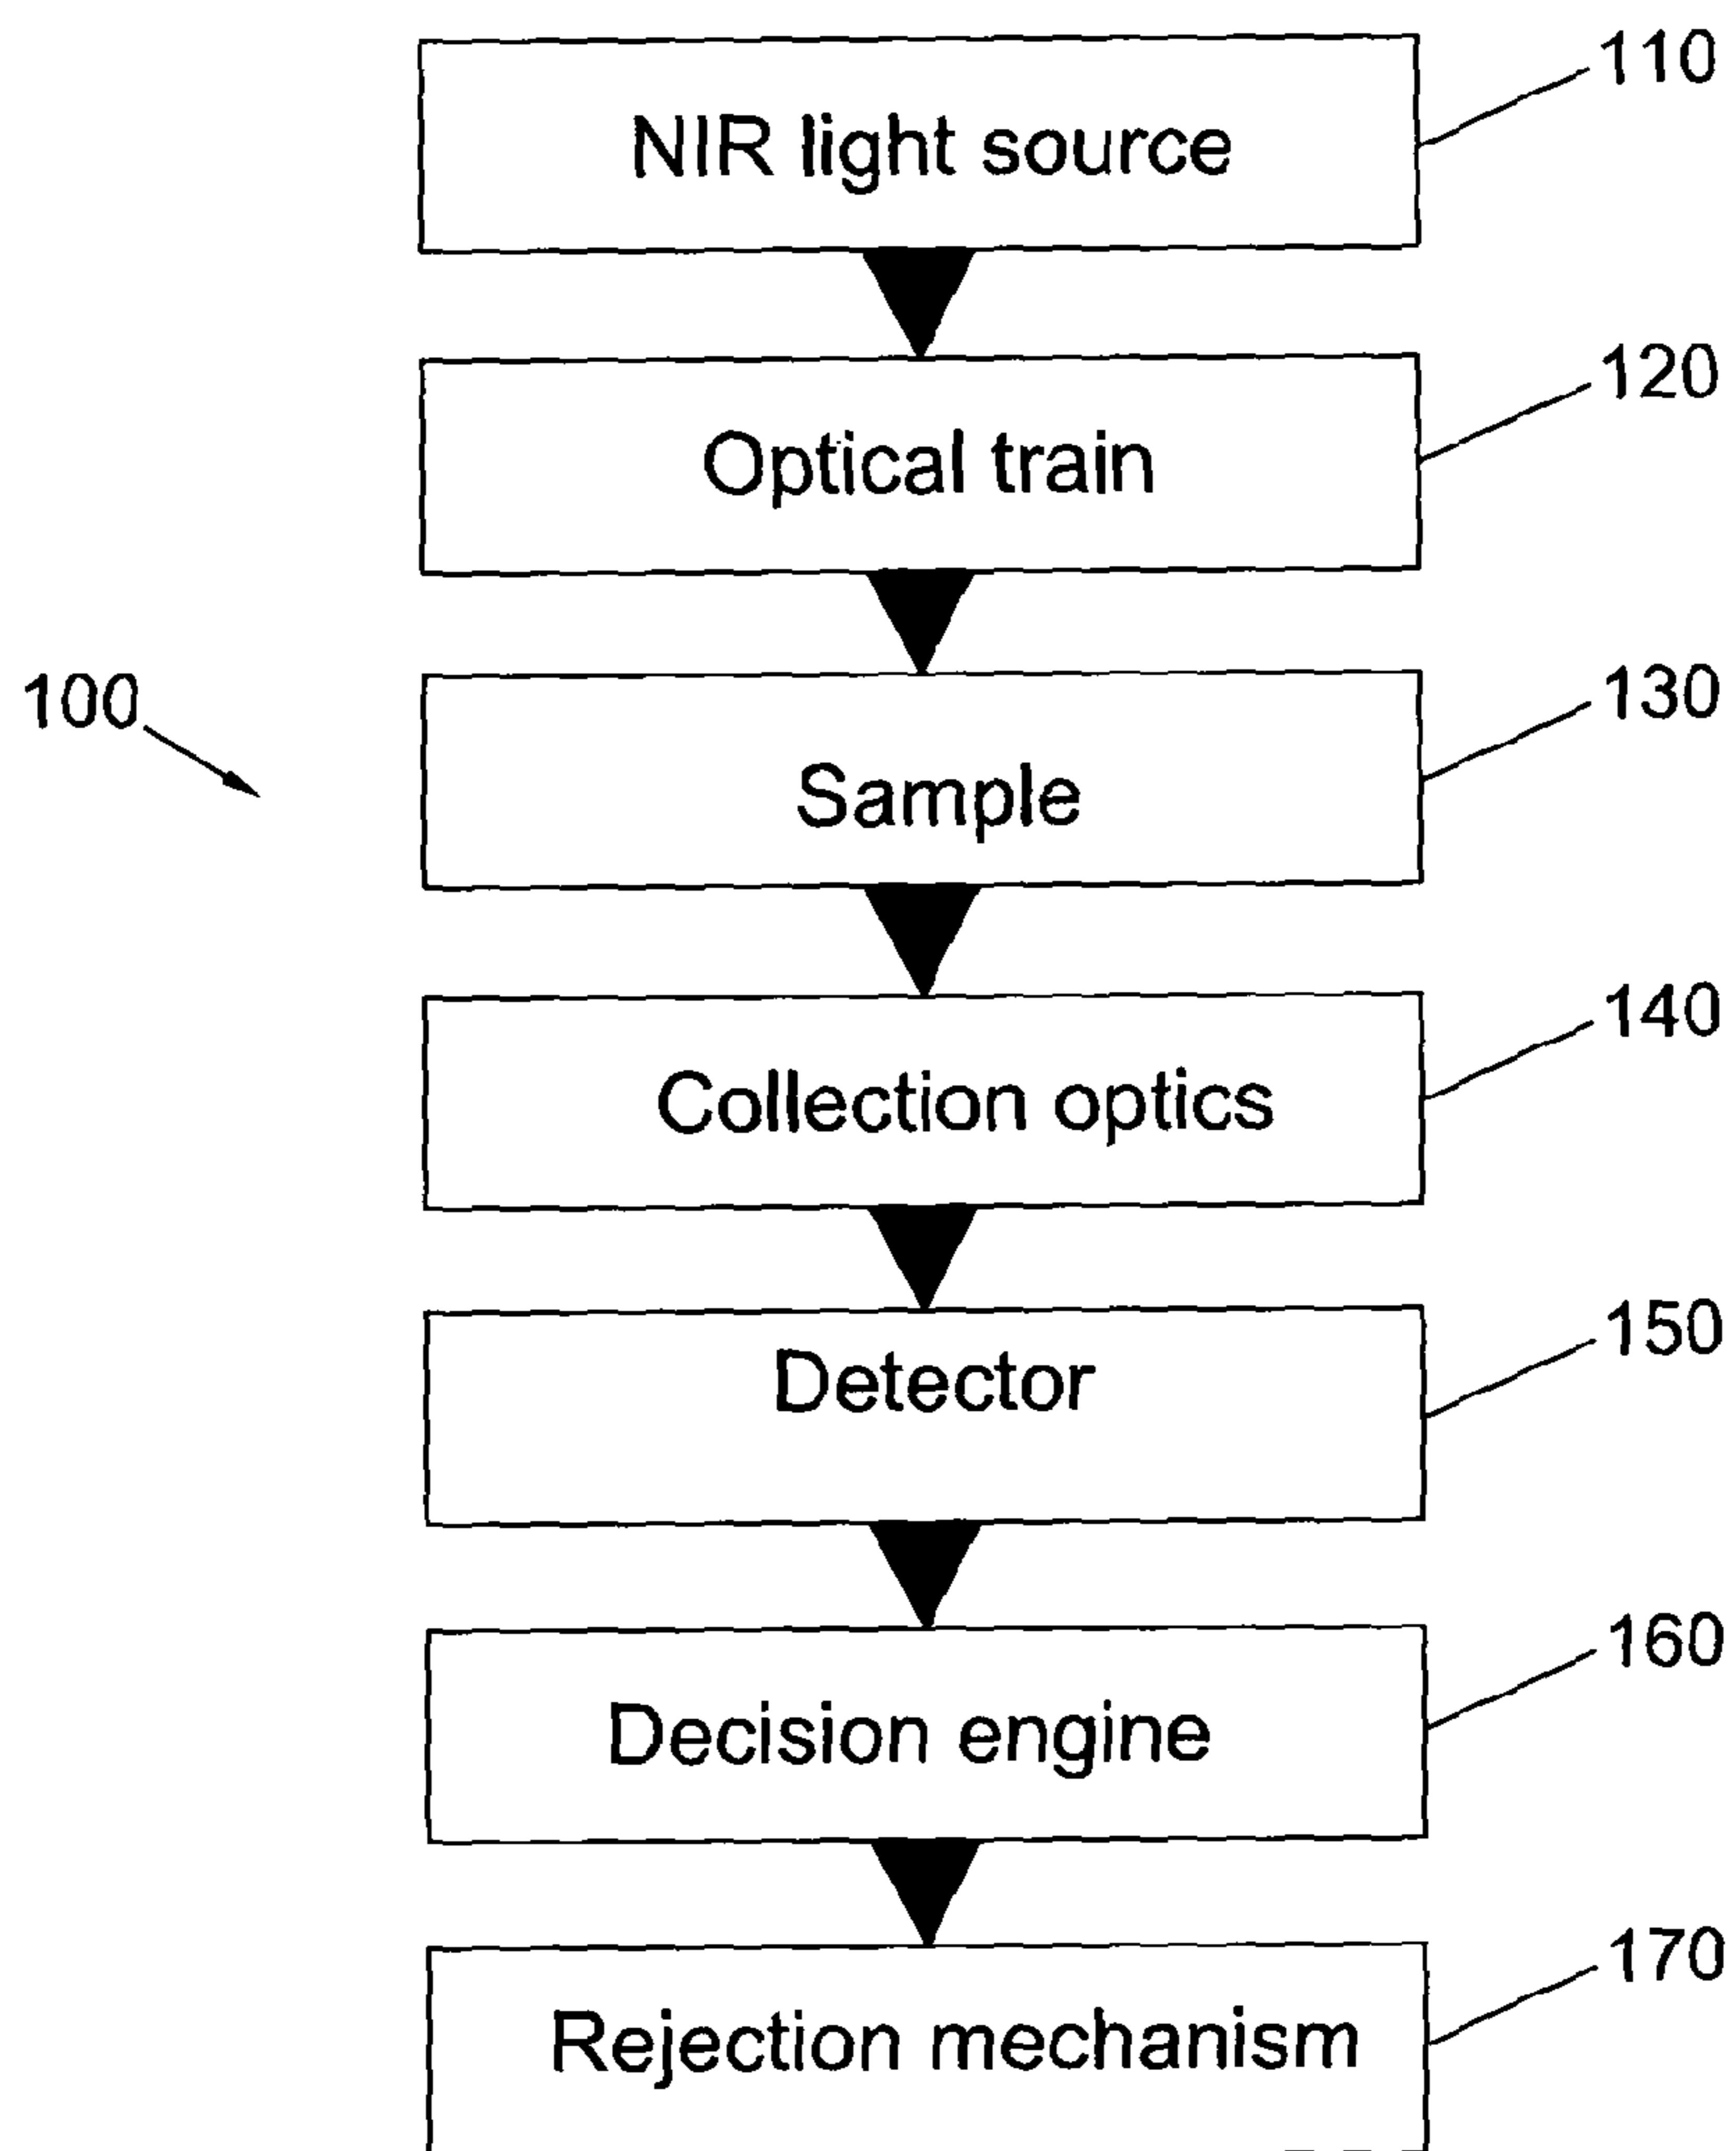 110
NIR light source
120
Optical train
100
130
Sample
140
Collection optics
150
Detector
160
Decision engine
170
Rejection mechanism